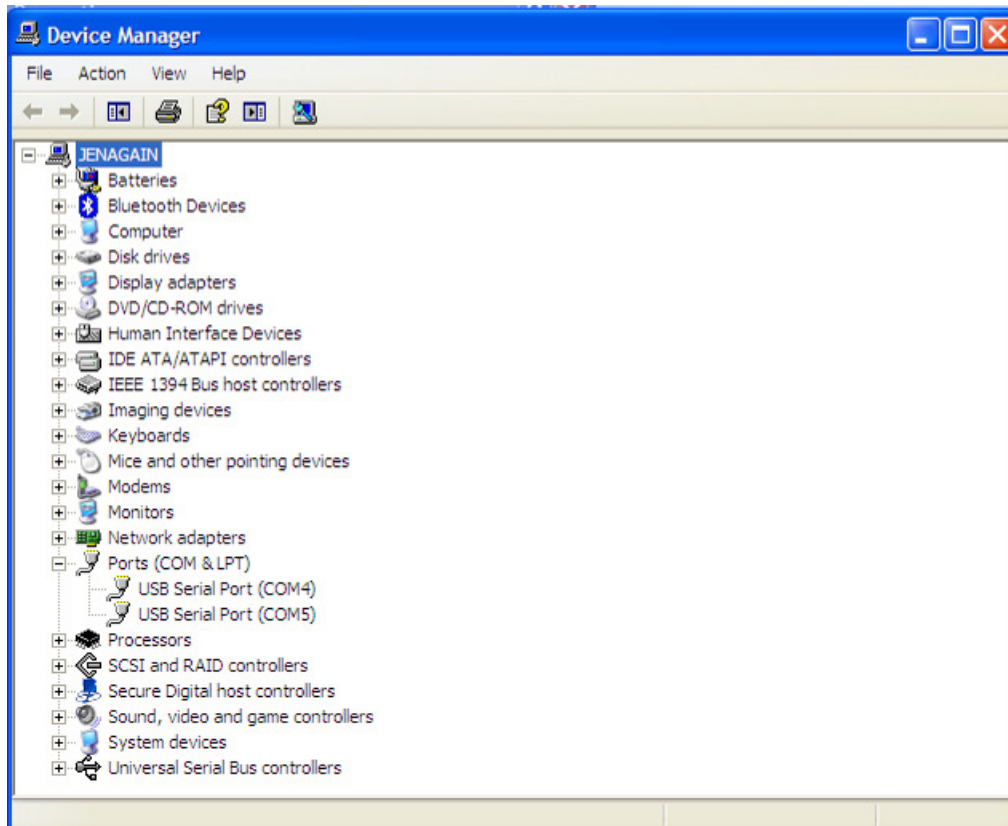 Device Manager
File Action View Help
JENAGAIN
Batteries
Bluetooth Devices
Computer
Disk drives
Display adapters
DVD/CD-ROM drives
Human Interface Devices
IDE ATA/ATAPI controllers
IEEE 1394 Bus host controllers
Imaging devices
Keyboards
Mice and other pointing devices
Modems
Monitors
Network adapters
Ports (COM & LPT)
USB Serial Port (COM4)
USB Serial Port (COM5)
Processors
SCSI and RAID controllers
Secure Digital host controllers
Sound, video and game controllers
System devices
Universal Serial Bus controllers